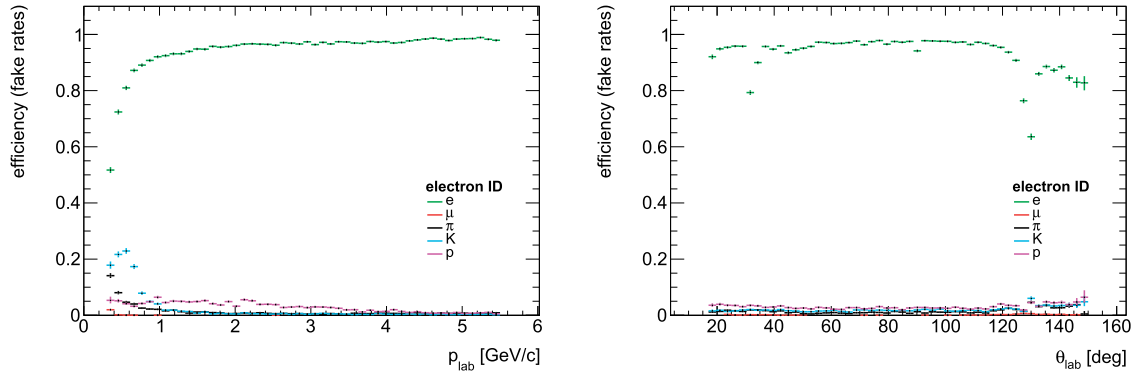 efficiency (fake rates)
1
0.8
0.6
0.4
0.2
0
electron ID
e
μ
π
K
p
0 1 2 3 4 5 6
p_lab [GeV/c]
efficiency (fake rates)
1
0.8
0.6
0.4
0.2
0
electron ID
e
μ
π
K
p
20 40 60 80 100 120 140 160
θ_lab [deg]